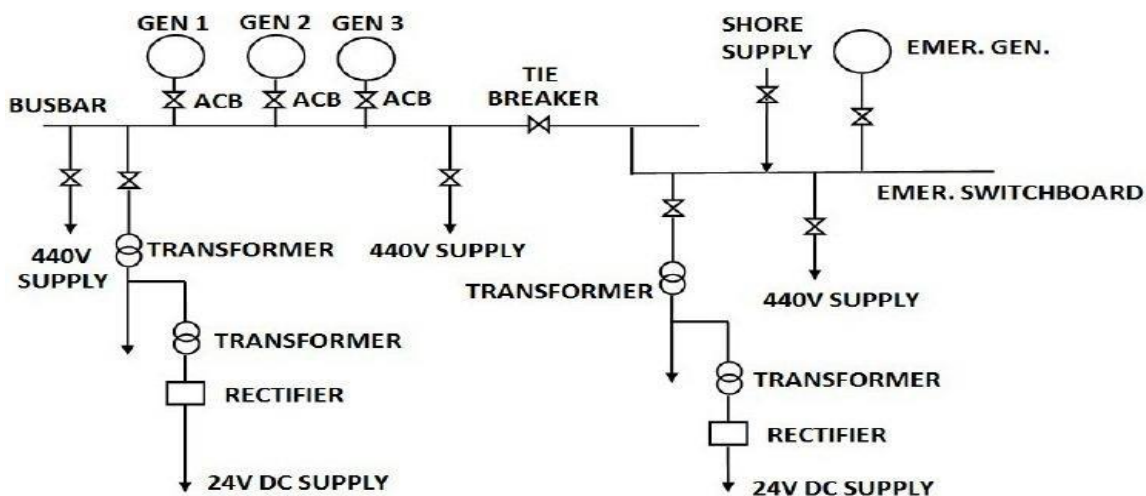 GEN 1
GEN 2
GEN 3
SHORE
SUPPLY
EMER. GEN.
TIE
BREAKER
BUSBAR
ACB
ACB
ACB
EMER. SWITCHBOARD
440V
SUPPLY
TRANSFORMER
440V SUPPLY
TRANSFORMER
440V SUPPLY
TRANSFORMER
TRANSFORMER
RECTIFIER
RECTIFIER
24V DC SUPPLY
24V DC SUPPLY